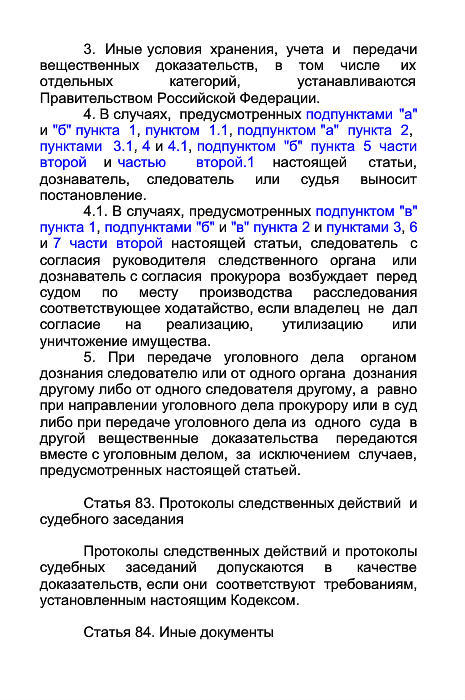 3. Иные условия хранения, учета и передачи
вещественных доказательств, в том числе их
отдельных категорий, устанавливаются
Правительством Российской Федерации.
4. В случаях, предусмотренных подпунктами "а"
и "б" пункта 1, пунктом 1.1, подпунктом "а" пункта 2,
пунктами 3.1, 4 и 4.1, подпунктом "б" пункта 5 части
второй и частью второй.1 настоящей статьи,
дознаватель, следователь или судья выносит
постановление.
4.1. В случаях, предусмотренных подпунктом "в"
пункта 1, подпунктами "б" и "в" пункта 2 и пунктами 3, 6
и 7 части второй настоящей статьи, следователь с
согласия руководителя следственного органа или
дознаватель с согласия прокурора возбуждает перед
судом по месту производства расследования
соответствующее ходатайство, если владелец не дал
согласие на реализацию, утилизацию или
уничтожение имущества.
5. При передаче уголовного дела органом
дознания следователю или от одного органа дознания
другому либо от одного следователя другому, а равно
при направлении уголовного дела прокурору или в суд
либо при передаче уголовного дела из одного суда в
другой вещественные доказательства передаются
вместе с уголовным делом, за исключением случаев,
предусмотренных настоящей статьей.
Статья 83. Протоколы следственных действий и
судебного заседания
Протоколы следственных действий и протоколы
судебных заседаний допускаются в качестве
доказательств, если они соответствуют требованиям,
установленным настоящим Кодексом.
Статья 84. Иные документы